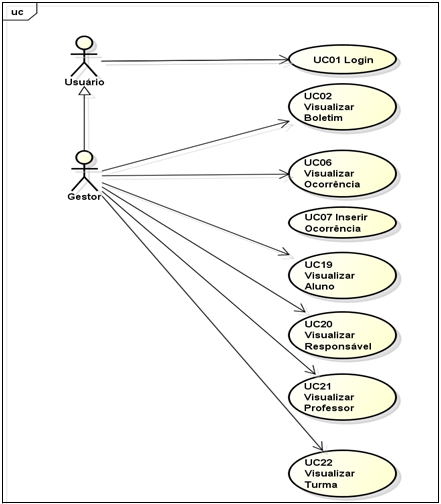 uc
UC01 Login
Usuário
UC02
Visualizar
Boletim
UC06
Visualizar
Ocorrência
Gestor
UC07 Inserir
Ocorrência
UC19
Visualizar
Aluno
UC20
Visualizar
Responsável
UC21
Visualizar
Professor
UC22
Visualizar
Turma